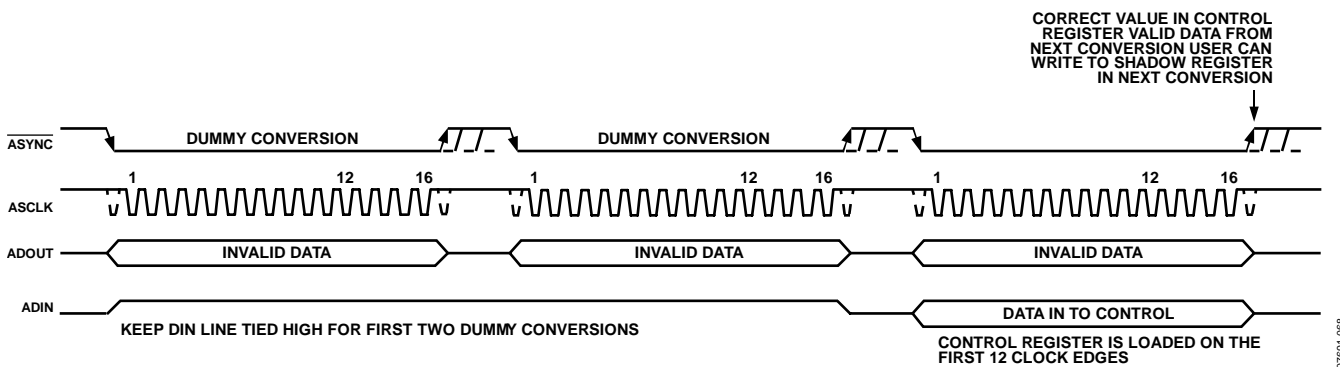 CORRECT VALUE IN CONTROL
REGISTER VALID DATA FROM
NEXT CONVERSION USER CAN
WRITE TO SHADOW REGISTER
IN NEXT CONVERSION
ASYNC
DUMMY CONVERSION
DUMMY CONVERSION
ASCLK
1 12 16
1 12 16
1 12 16
ADOUT
INVALID DATA
INVALID DATA
INVALID DATA
ADIN
KEEP DIN LINE TIED HIGH FOR FIRST TWO DUMMY CONVERSIONS
DATA IN TO CONTROL
CONTROL REGISTER IS LOADED ON THE
FIRST 12 CLOCK EDGES